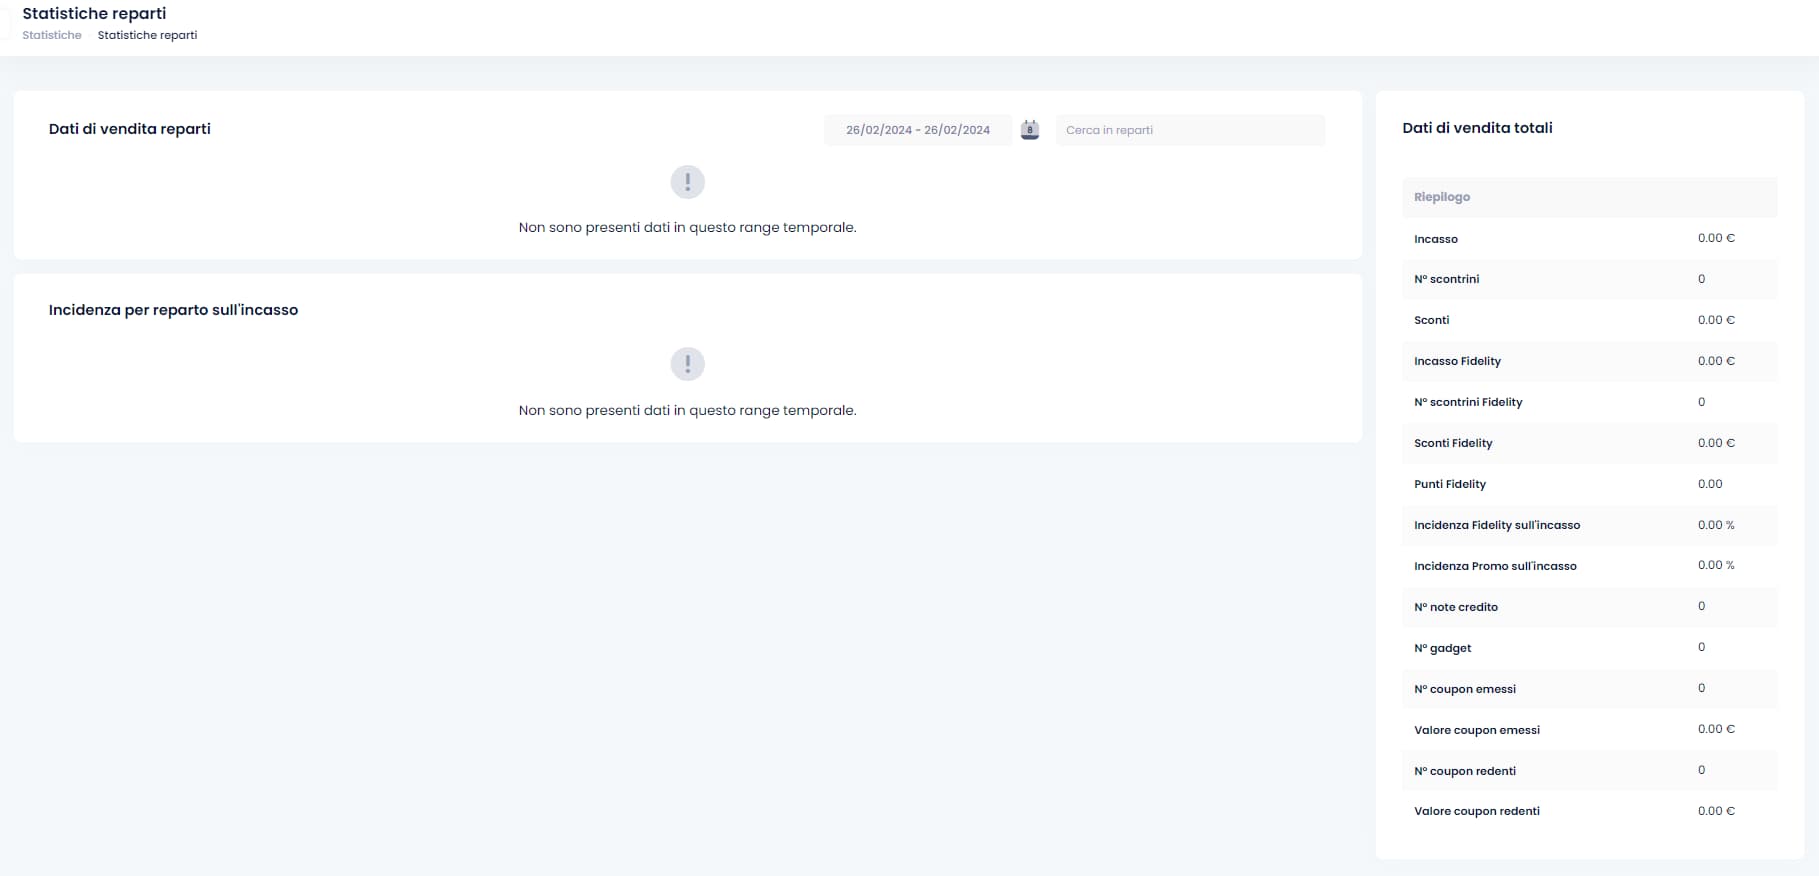 Statistiche reparti
Statistiche - Statistiche reparti
Dati di vendita reparti
26/02/2024 - 26/02/2024
8
Cerca in reparti
Non sono presenti dati in questo range temporale.
Incidenza per reparto sull'incasso
Non sono presenti dati in questo range temporale.
Dati di vendita totali
Riepilogo
Incasso 0.00 €
N° scontrini 0
Sconti 0.00 €
Incasso Fidelity 0.00 €
N° scontrini Fidelity 0
Sconti Fidelity 0.00 €
Punti Fidelity 0.00
Incidenza Fidelity sull'incasso 0.00 %
Incidenza Promo sull'incasso 0.00 %
N° note credito 0
N° gadget 0
N° coupon emessi 0
Valore coupon emessi 0.00 €
N° coupon redenti 0
Valore coupon redenti 0.00 €